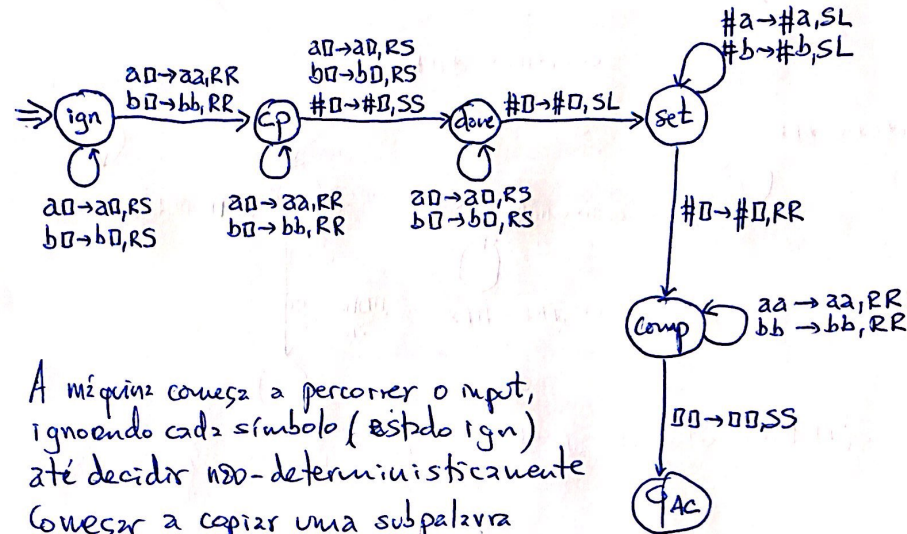 #a→#a,SL
#b→#b,SL
a□→a□,RS
b□→b□,RS
#□→#□,SS
a□→aa,RR
b□→bb,RR
#□→#□,SL
ign
cp
done
set
a□→a□,RS
b□→b□,RS
a□→aa,RR
b□→bb,RR
a□→a□,RS
b□→b□,RS
#□→#□,RR
comp
aa→aa,RR
bb→bb,RR
□□→□□,SS
qAC
A máquina começa a percorrer o input,
ignorndo cada símbolo (estado ign)
até decidir não-deterministicamente
Começar a copiar uma subpalavra